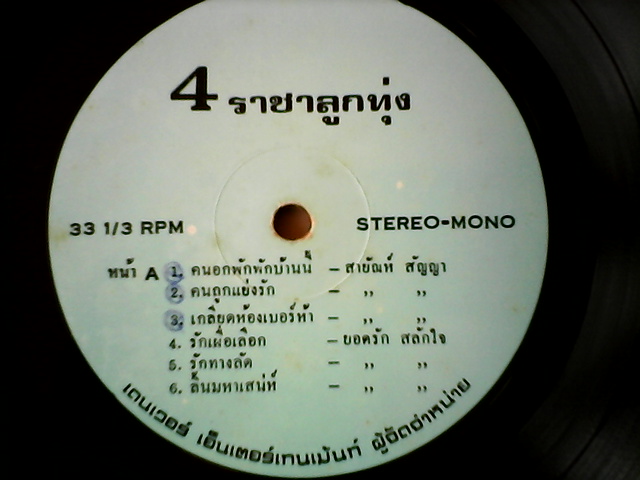 4 ราชาลูกทุ่ง
33 1/3 RPM
STEREO-MONO
หน้า A 1. คนอกพักพักบ้านนี้ – สายัณห์ สัญญา
2. คนถูกแย่งรัก – ,, ,,
3. เกลียดห้องเบอร์ห้า – ,, ,,
4. รักเผื่อเลือก – ยอดรัก สลักใจ
5. รักทางลัด – ,, ,,
6. ลิ้นมหาเสน่ห์ – ,, ,,
เดนเวอร์ เอ็นเตอร์เทนเม้นท์ ผู้จัดจำหน่าย